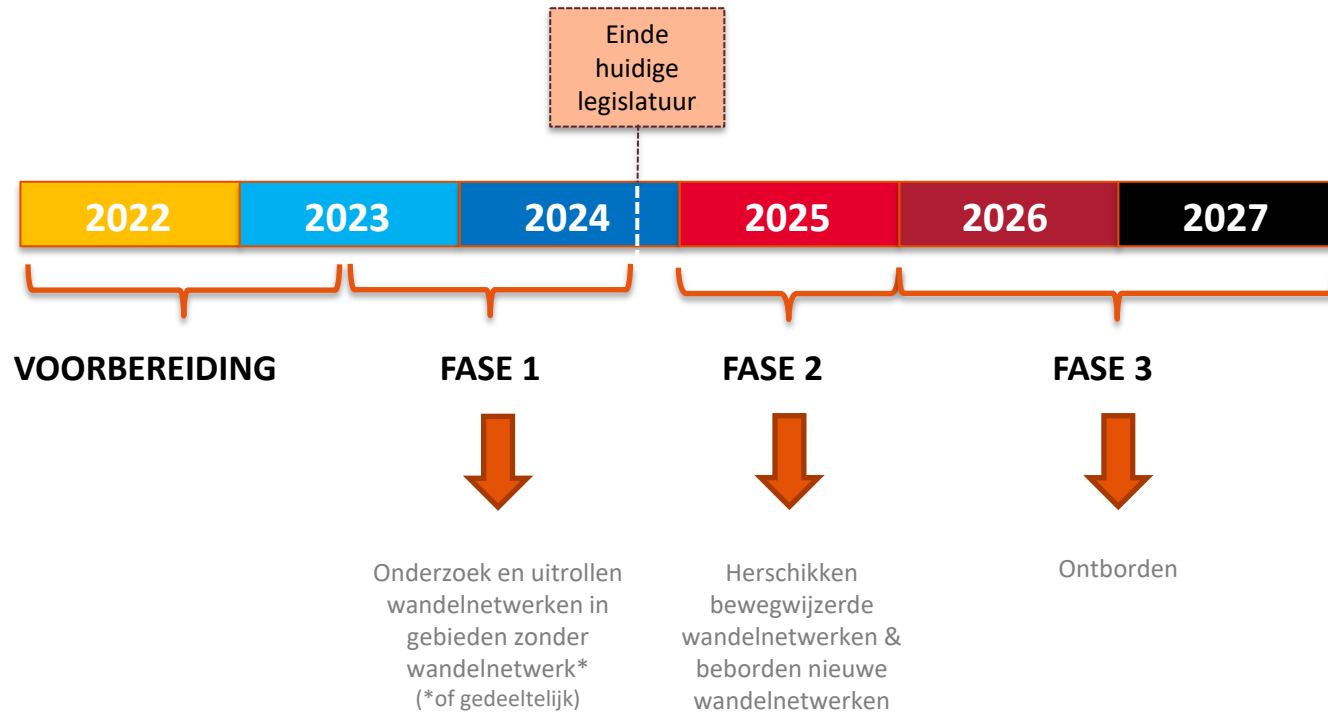 Einde
huidige
legislatuur
2022
2023
2024
2025
2026
2027
VOORBEREIDING
FASE 1
FASE 2
FASE 3
Onderzoek en uitrollen
wandelnetwerken in
gebieden zonder
wandelnetwerk*
(*of gedeeltelijk)
Herschikken
bewegwijzerde
wandelnetwerken &
beborden nieuwe
wandelnetwerken
Ontborden